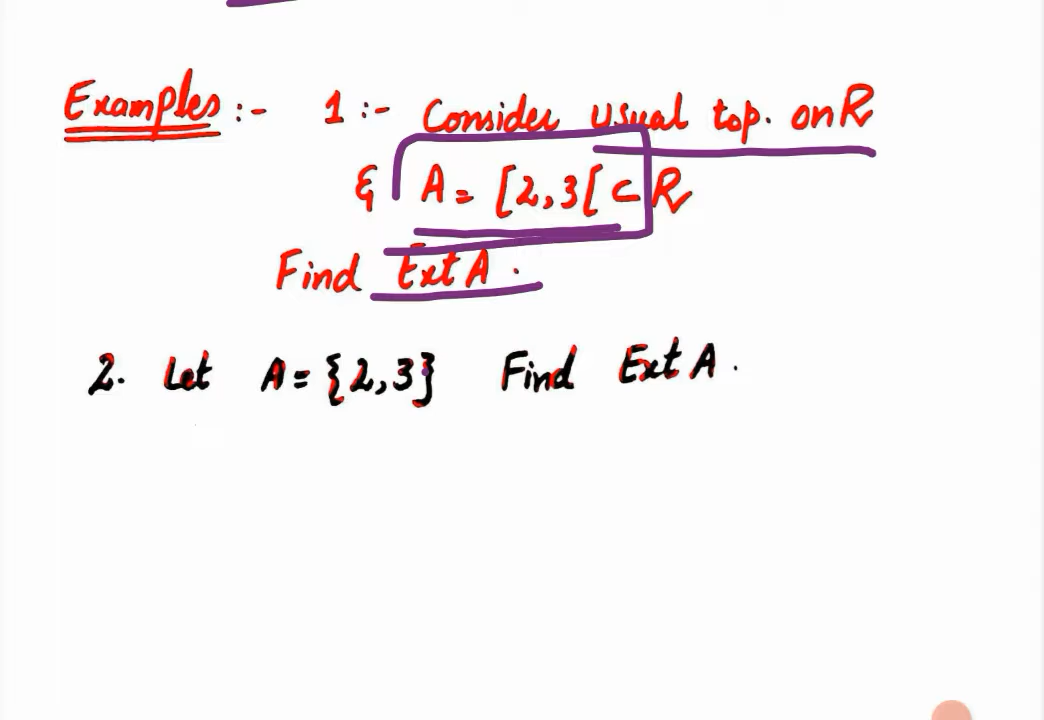 Examples:- 1:- Consider usual top. on R
& A = [2,3[ ⊂ R
Find Ext A.
2. Let A = {2,3} Find Ext A.